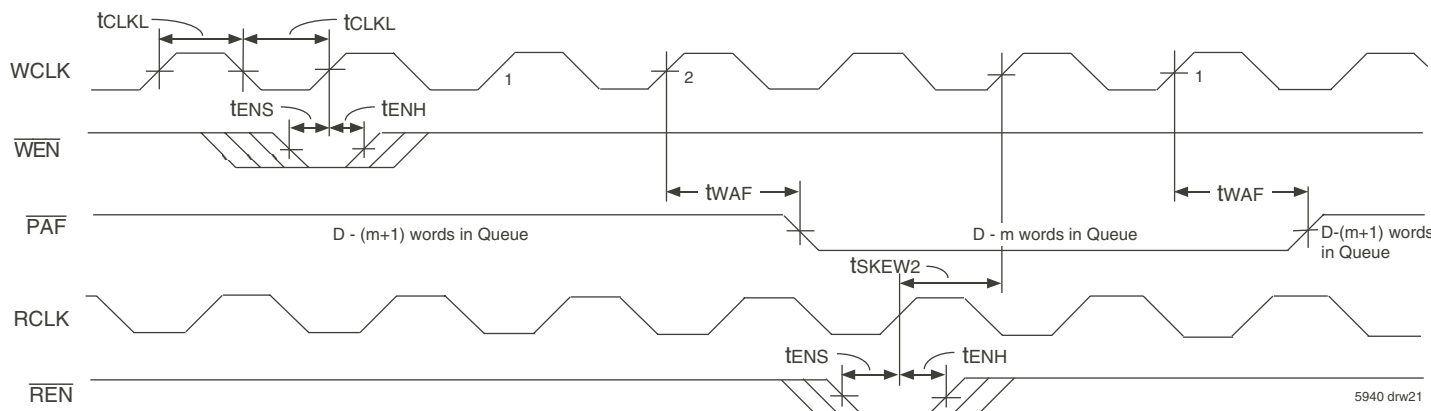 tCLKL tCLKL
WCLK 1 2 1
tENS tENH
WEN
tWAF tWAF
PAF
D - (m+1) words in Queue D - m words in Queue D-(m+1) words
in Queue
tSKEW2
RCLK
tENS tENH
REN
5940 drw21